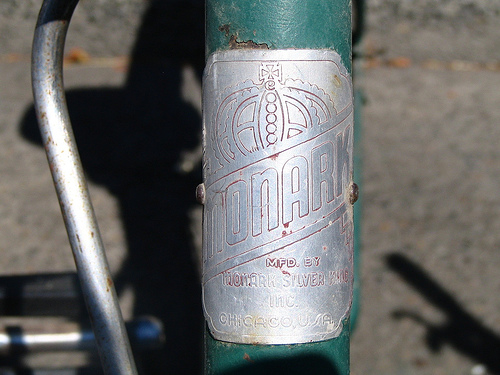 MONARK
MFD. BY
MONARK SILVER KING
INC.
CHICAGO, U.S.A.